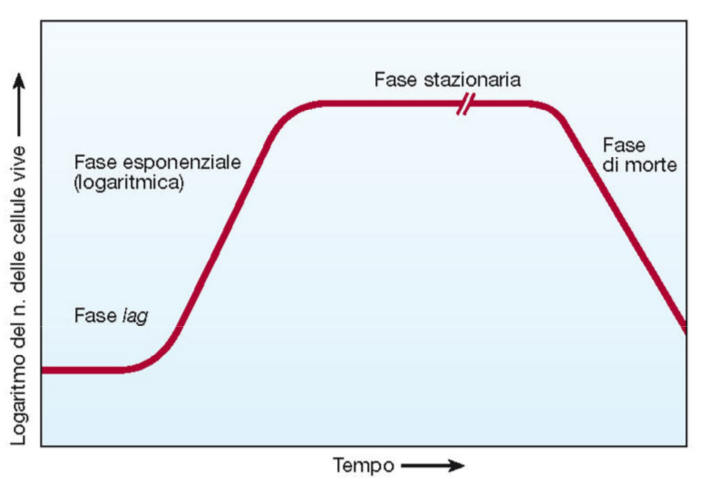 Fase stazionaria
Fase esponenziale
(logaritmica)
Fase
di morte
Fase lag
Logaritmo del n. delle cellule vive
Tempo